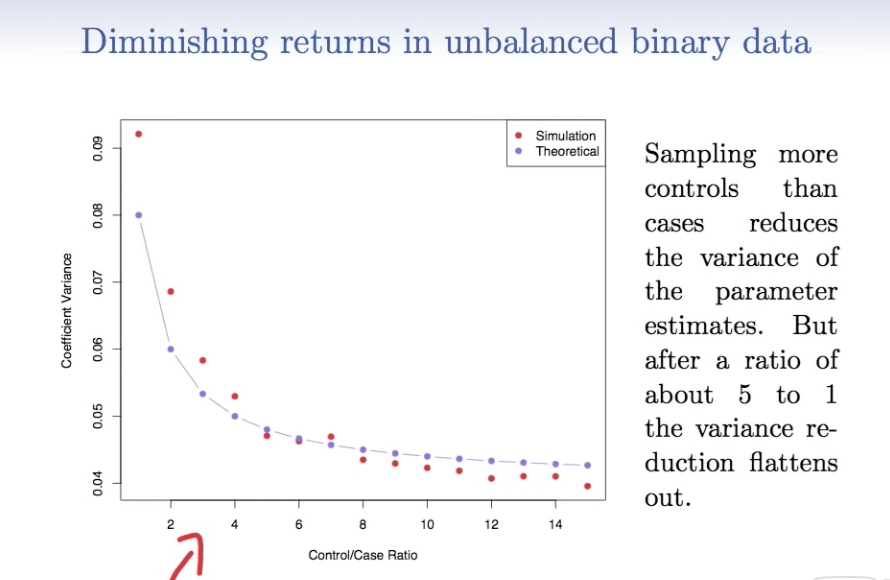 Diminishing returns in unbalanced binary data
Simulation
Theoretical
0.09
0.08
0.07
0.06
0.05
0.04
Coefficient Variance
2 4 6 8 10 12 14
Control/Case Ratio
Sampling more
controls than
cases reduces
the variance of
the parameter
estimates. But
after a ratio of
about 5 to 1
the variance re-
duction flattens
out.